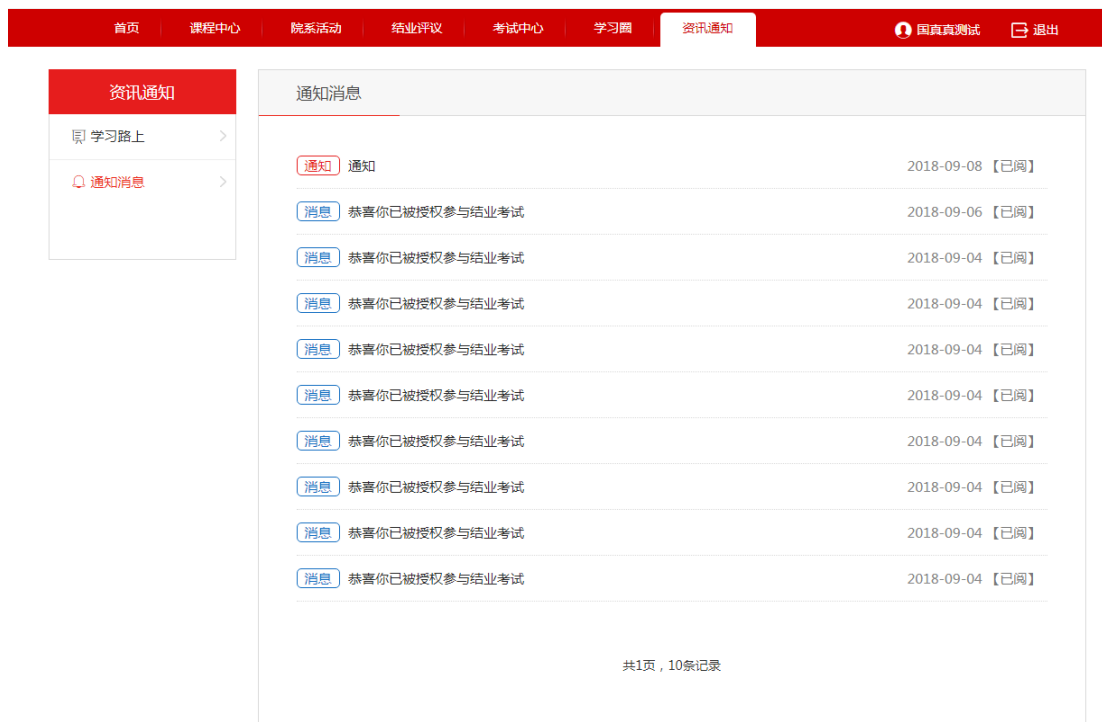 首页 课程中心 院系活动 结业评议 考试中心 学习圈 资讯通知 国真真测试 退出
资讯通知
学习路上
通知消息
通知消息
通知 通知 2018-09-08 【已阅】
消息 恭喜你已被授权参与结业考试 2018-09-06 【已阅】
消息 恭喜你已被授权参与结业考试 2018-09-04 【已阅】
消息 恭喜你已被授权参与结业考试 2018-09-04 【已阅】
消息 恭喜你已被授权参与结业考试 2018-09-04 【已阅】
消息 恭喜你已被授权参与结业考试 2018-09-04 【已阅】
消息 恭喜你已被授权参与结业考试 2018-09-04 【已阅】
消息 恭喜你已被授权参与结业考试 2018-09-04 【已阅】
消息 恭喜你已被授权参与结业考试 2018-09-04 【已阅】
消息 恭喜你已被授权参与结业考试 2018-09-04 【已阅】
共1页，10条记录